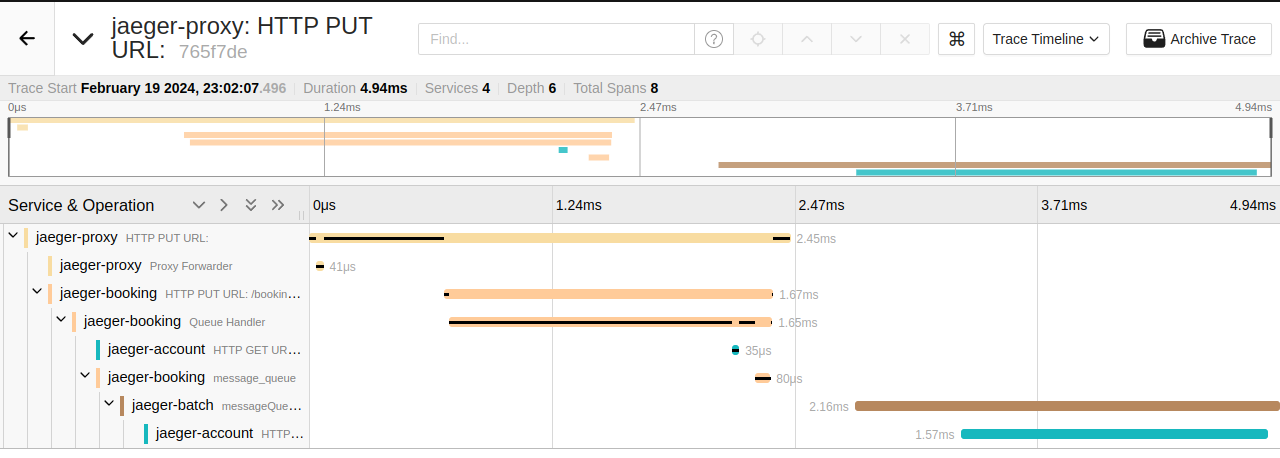 jaeger-proxy: HTTP PUT
URL: 765f7de
Find...
?
⌘
Trace Timeline
Archive Trace
Trace Start February 19 2024, 23:02:07.496 Duration 4.94ms Services 4 Depth 6 Total Spans 8
0μs 1.24ms 2.47ms 3.71ms 4.94ms
Service & Operation 0μs 1.24ms 2.47ms 3.71ms 4.94ms
jaeger-proxy HTTP PUT URL: 2.45ms
jaeger-proxy Proxy Forwarder 41μs
jaeger-booking HTTP PUT URL: /bookin... 1.67ms
jaeger-booking Queue Handler 1.65ms
jaeger-account HTTP GET UR... 35μs
jaeger-booking message_queue 80μs
jaeger-batch messageQue... 2.16ms
jaeger-account HTTP... 1.57ms